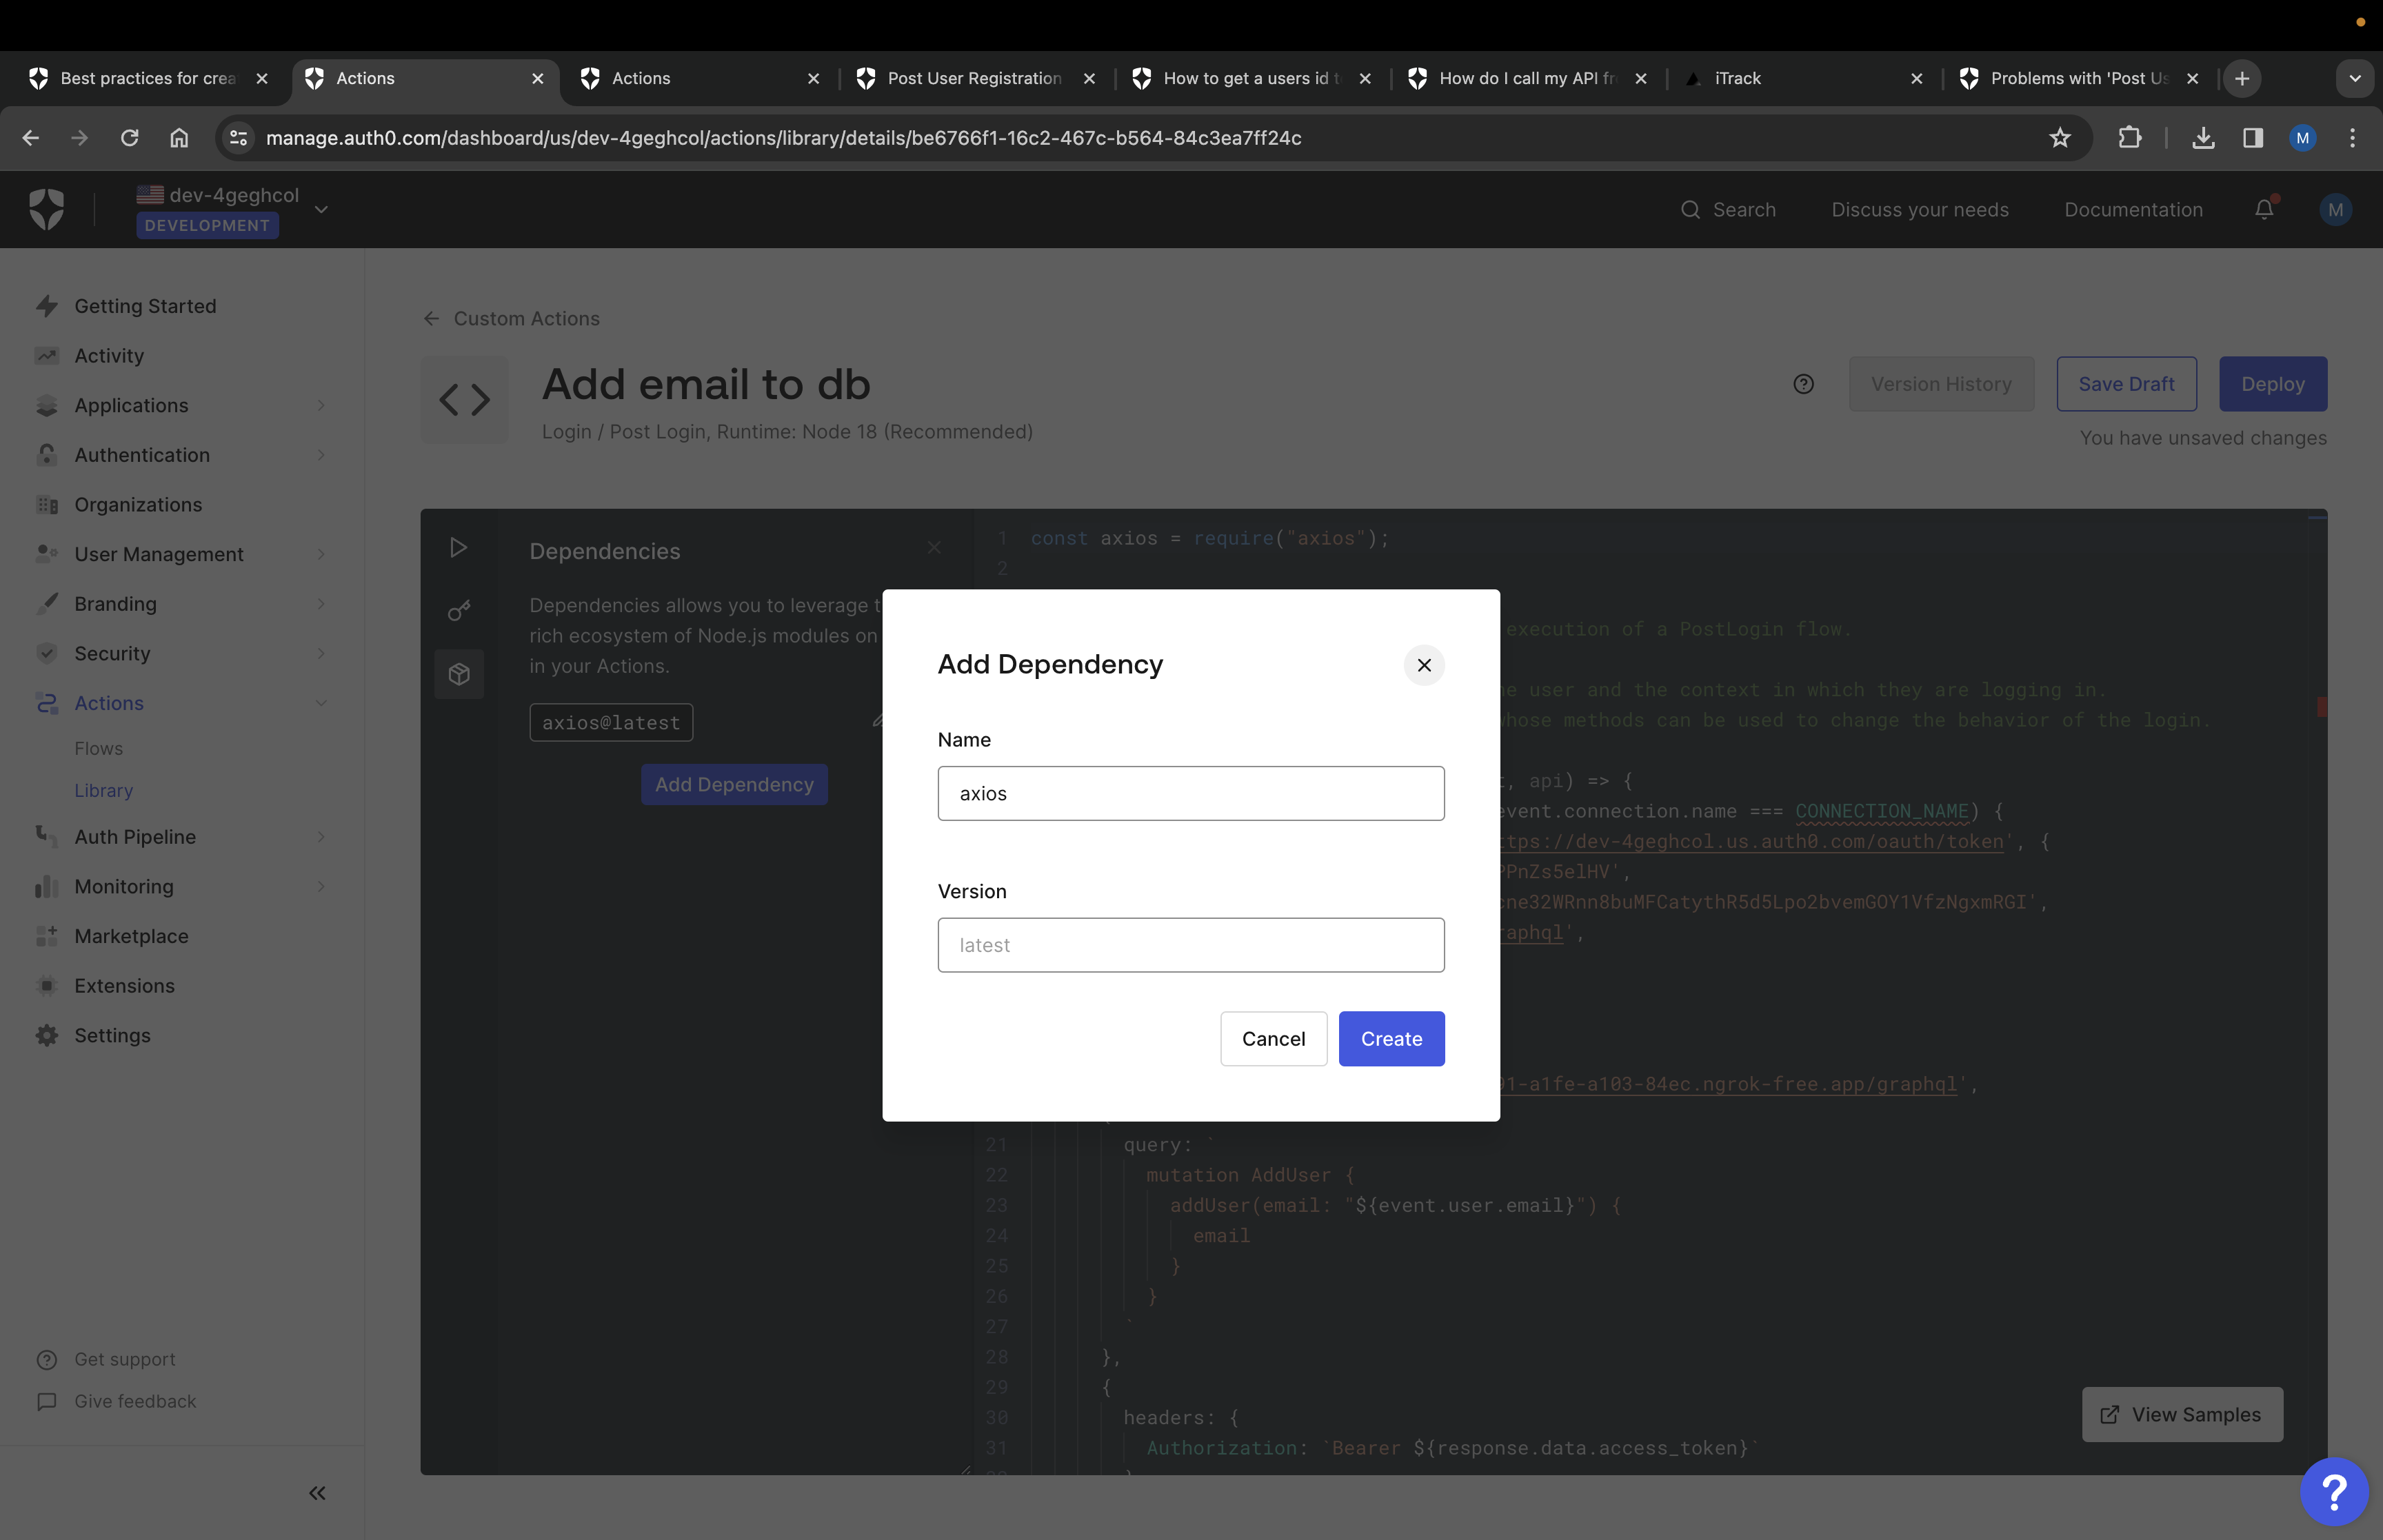 Best practices for crea
Actions
Actions
Post User Registration
How to get a users id t
How do I call my API fr
iTrack
Problems with 'Post Us
manage.auth0.com/dashboard/us/dev-4geghcol/actions/library/details/be6766f1-16c2-467c-b564-84c3ea7ff24c
M
dev-4geghcol
DEVELOPMENT
Search
Discuss your needs
Documentation
M
Getting Started
Activity
Applications
Authentication
Organizations
User Management
Branding
Security
Actions
Flows
Library
Auth Pipeline
Monitoring
Marketplace
Extensions
Settings
Get support
Give feedback
Custom Actions
Add email to db
Login / Post Login, Runtime: Node 18 (Recommended)
Version History
Save Draft
Deploy
You have unsaved changes
Dependencies
Dependencies allows you to leverage t
rich ecosystem of Node.js modules on
in your Actions.
axios@latest
Add Dependency
1 const axios = require("axios");
2
execution of a PostLogin flow.
e user and the context in which they are logging in.
whose methods can be used to change the behavior of the login.
t, api) => {
event.connection.name === CONNECTION_NAME) {
ttps://dev-4geghcol.us.auth0.com/oauth/token', {
PPnZs5elHV',
cne32WRnn8buMFCatythR5d5Lpo2bvemGOY1VfzNgxmRGI',
raphql',
91-a1fe-a103-84ec.ngrok-free.app/graphql',
Add Dependency
Name
axios
Version
latest
Cancel
Create
21 query: `
22 mutation AddUser {
23 addUser(email: "${event.user.email}") {
24 email
25 }
26 }
27 `
28 },
29 {
30 headers: {
31 Authorization: `Bearer ${response.data.access_token}`
View Samples
?